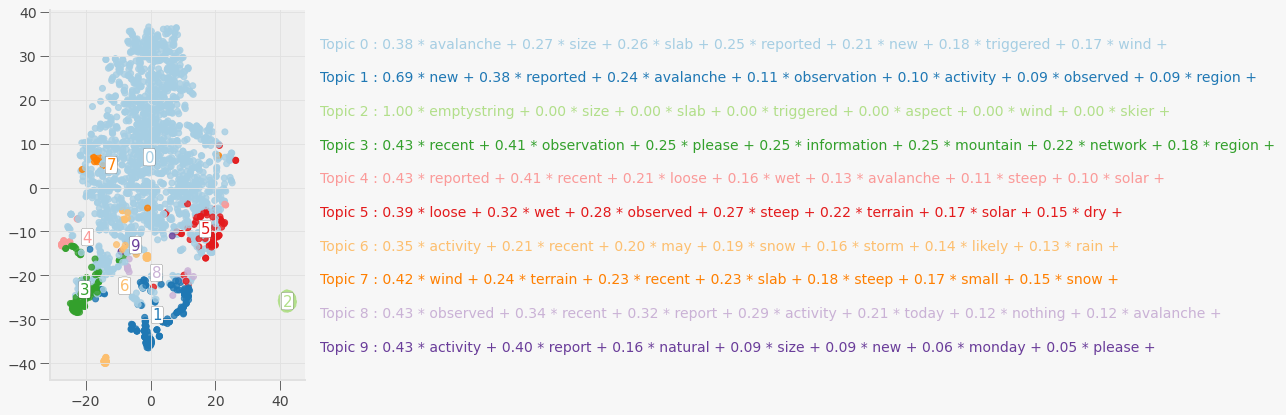 40
30
20
10
0
−10
−20
−30
−40
−20
0
20
40
0
7
5
4
9
8
6
3
2
1
Topic 0 : 0.38 * avalanche + 0.27 * size + 0.26 * slab + 0.25 * reported + 0.21 * new + 0.18 * triggered + 0.17 * wind +
Topic 1 : 0.69 * new + 0.38 * reported + 0.24 * avalanche + 0.11 * observation + 0.10 * activity + 0.09 * observed + 0.09 * region +
Topic 2 : 1.00 * emptystring + 0.00 * size + 0.00 * slab + 0.00 * triggered + 0.00 * aspect + 0.00 * wind + 0.00 * skier +
Topic 3 : 0.43 * recent + 0.41 * observation + 0.25 * please + 0.25 * information + 0.25 * mountain + 0.22 * network + 0.18 * region +
Topic 4 : 0.43 * reported + 0.41 * recent + 0.21 * loose + 0.16 * wet + 0.13 * avalanche + 0.11 * steep + 0.10 * solar +
Topic 5 : 0.39 * loose + 0.32 * wet + 0.28 * observed + 0.27 * steep + 0.22 * terrain + 0.17 * solar + 0.15 * dry +
Topic 6 : 0.35 * activity + 0.21 * recent + 0.20 * may + 0.19 * snow + 0.16 * storm + 0.14 * likely + 0.13 * rain +
Topic 7 : 0.42 * wind + 0.24 * terrain + 0.23 * recent + 0.23 * slab + 0.18 * steep + 0.17 * small + 0.15 * snow +
Topic 8 : 0.43 * observed + 0.34 * recent + 0.32 * report + 0.29 * activity + 0.21 * today + 0.12 * nothing + 0.12 * avalanche +
Topic 9 : 0.43 * activity + 0.40 * report + 0.16 * natural + 0.09 * size + 0.09 * new + 0.06 * monday + 0.05 * please +